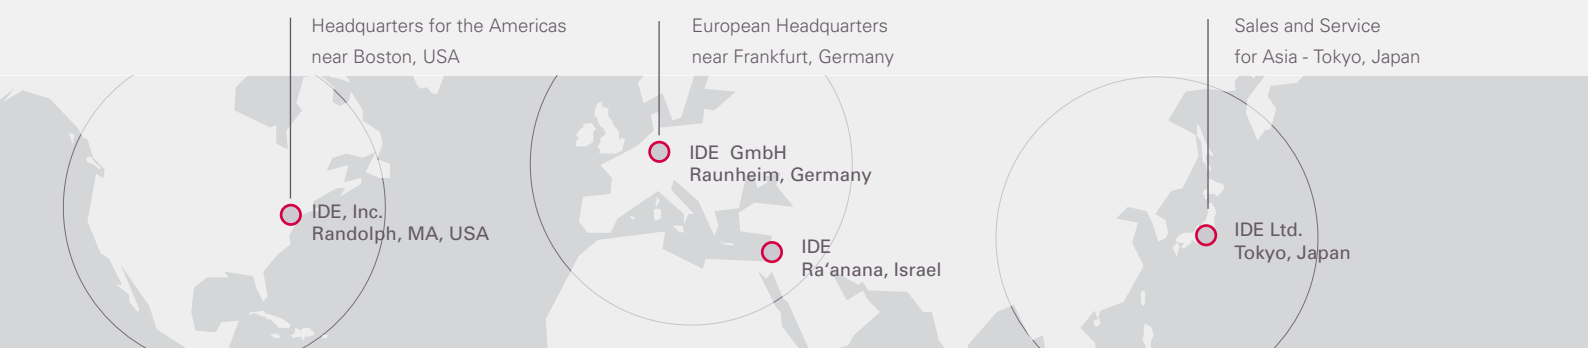 Headquarters for the Americas
near Boston, USA
European Headquarters
near Frankfurt, Germany
Sales and Service
for Asia - Tokyo, Japan
IDE GmbH
Raunheim, Germany
IDE, Inc.
Randolph, MA, USA
IDE
Ra‘anana, Israel
IDE Ltd.
Tokyo, Japan